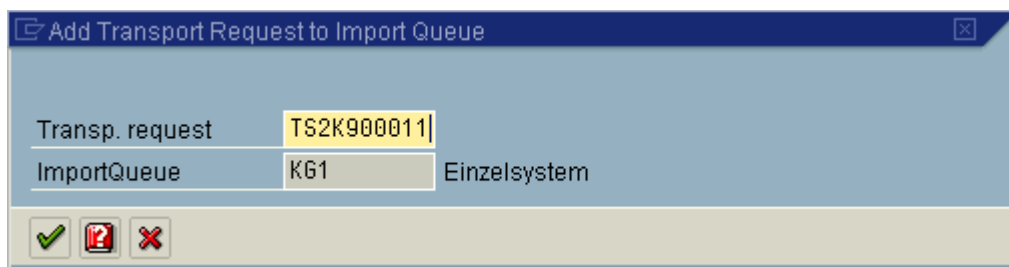 Add Transport Request to Import Queue
Transp. request TS2K900011
ImportQueue KG1 Einzelsystem